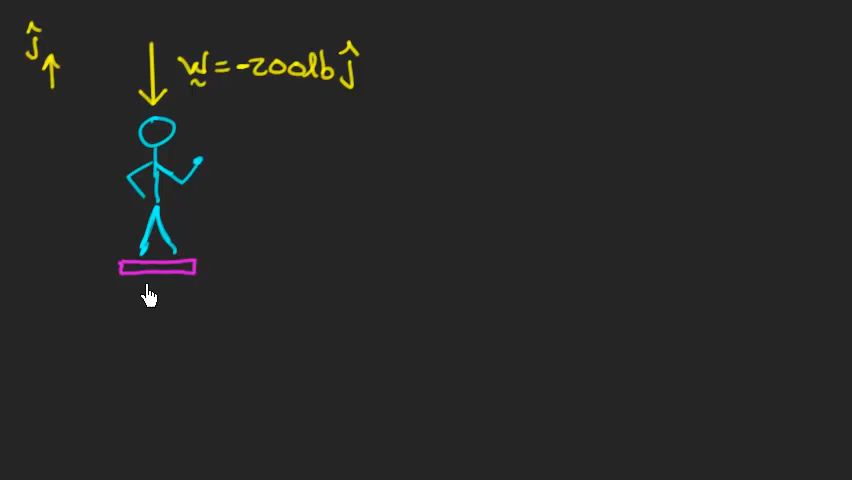 ĵ
w = -200lb ĵ